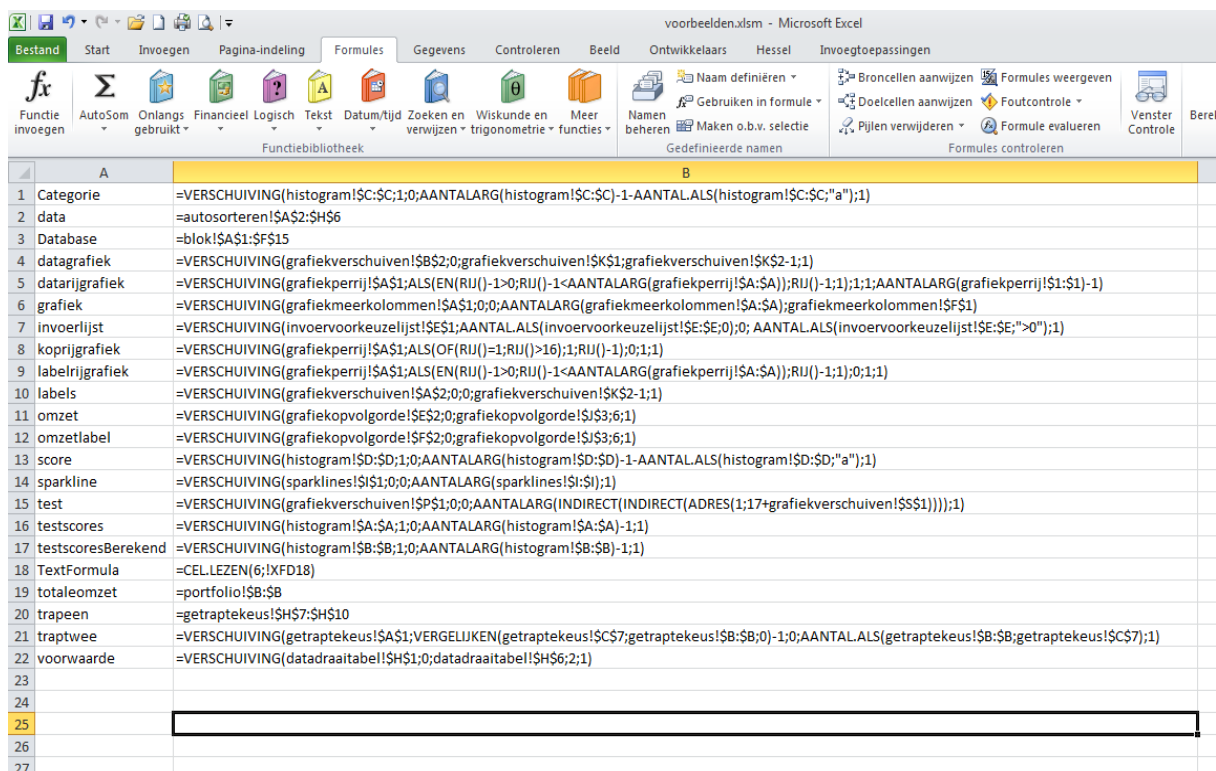 voorbeelden.xlsm - Microsoft Excel
Bestand Start Invoegen Pagina-indeling Formules Gegevens Controleren Beeld Ontwikkelaars Hessel Invoegtoepassingen
fx Σ ? A θ
Functie invoegen AutoSom Onlangs gebruikt Financieel Logisch Tekst Datum/tijd Zoeken en verwijzen Wiskunde en trigonometrie Meer functies
Namen beheren Naam definiëren Gebruiken in formule Maken o.b.v. selectie
Broncellen aanwijzen Doelcellen aanwijzen Pijlen verwijderen Formules weergeven Foutcontrole Formule evalueren Venster Controle
Functiebibliotheek Gedefinieerde namen Formules controleren
A B
1 Categorie =VERSCHUIVING(histogram!$C:$C;1;0;AANTALARG(histogram!$C:$C)-1-AANTAL.ALS(histogram!$C:$C;"a");1)
2 data =autosorteren!$A$2:$H$6
3 Database =blok!$A$1:$F$15
4 datagrafiek =VERSCHUIVING(grafiekverschuiven!$B$2;0;grafiekverschuiven!$K$1;grafiekverschuiven!$K$2-1;1)
5 datarijgrafiek =VERSCHUIVING(grafiekperrij!$A$1;ALS(EN(RIJ()-1>0;RIJ()-1<AANTALARG(grafiekperrij!$A:$A));RIJ()-1;1);1;1;AANTALARG(grafiekperrij!$1:$1)-1)
6 grafiek =VERSCHUIVING(grafiekmeerkolommen!$A$1;0;0;AANTALARG(grafiekmeerkolommen!$A:$A);grafiekmeerkolommen!$F$1)
7 invoerlijst =VERSCHUIVING(invoervoorkeuzelijst!$E$1;AANTAL.ALS(invoervoorkeuzelijst!$E:$E;0);0; AANTAL.ALS(invoervoorkeuzelijst!$E:$E;">0");1)
8 koprijgrafiek =VERSCHUIVING(grafiekperrij!$A$1;ALS(OF(RIJ()=1;RIJ()>16);1;RIJ()-1);0;1;1)
9 labelrijgrafiek =VERSCHUIVING(grafiekperrij!$A$1;ALS(EN(RIJ()-1>0;RIJ()-1<AANTALARG(grafiekperrij!$A:$A));RIJ()-1;1);0;1;1)
10 labels =VERSCHUIVING(grafiekverschuiven!$A$2;0;0;grafiekverschuiven!$K$2-1;1)
11 omzet =VERSCHUIVING(grafiekopvolgorde!$E$2;0;grafiekopvolgorde!$J$3;6;1)
12 omzetlabel =VERSCHUIVING(grafiekopvolgorde!$F$2;0;grafiekopvolgorde!$J$3;6;1)
13 score =VERSCHUIVING(histogram!$D:$D;1;0;AANTALARG(histogram!$D:$D)-1-AANTAL.ALS(histogram!$D:$D;"a");1)
14 sparkline =VERSCHUIVING(sparklines!$I$1;0;0;AANTALARG(sparklines!$I:$I);1)
15 test =VERSCHUIVING(grafiekverschuiven!$P$1;0;0;AANTALARG(INDIRECT(INDIRECT(ADRES(1;17+grafiekverschuiven!$S$1))));1)
16 testscores =VERSCHUIVING(histogram!$A:$A;1;0;AANTALARG(histogram!$A:$A)-1;1)
17 testscoresBerekend =VERSCHUIVING(histogram!$B:$B;1;0;AANTALARG(histogram!$B:$B)-1;1)
18 TextFormula =CEL.LEZEN(6;!XFD18)
19 totaleomzet =portfolio!$B:$B
20 trapeen =getraptekeus!$H$7:$H$10
21 traptwee =VERSCHUIVING(getraptekeus!$A$1;VERGELIJKEN(getraptekeus!$C$7;getraptekeus!$B:$B;0)-1;0;AANTAL.ALS(getraptekeus!$B:$B;getraptekeus!$C$7);1)
22 voorwaarde =VERSCHUIVING(datadraaitabel!$H$1;0;datadraaitabel!$H$6;2;1)
23
24
25
26
27